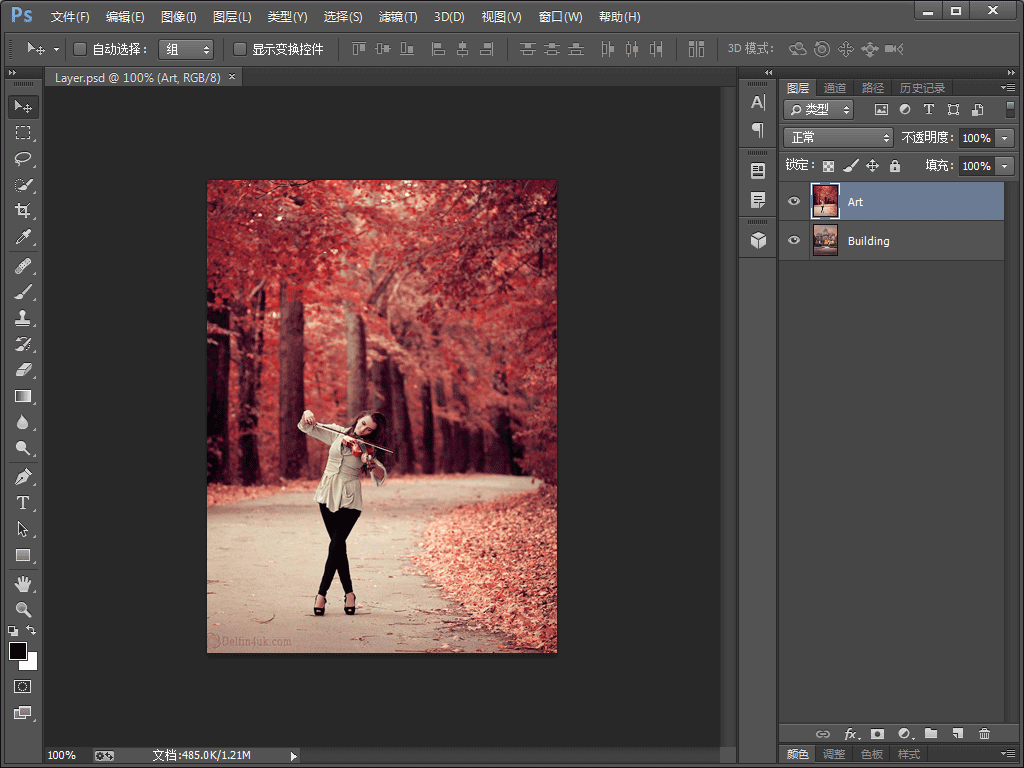 Ps 文件(F) 编辑(E) 图像(I) 图层(L) 类型(Y) 选择(S) 滤镜(T) 3D(D) 视图(V) 窗口(W) 帮助(H)
自动选择： 组 显示变换控件 3D 模式：
Layer.psd @ 100% (Art, RGB/8) ×
图层 通道 路径 历史记录
类型
正常 不透明度： 100%
锁定： 填充： 100%
Art
Building
Delfin4uk.com
100% 文档:485.0K/1.21M
颜色 调整 色板 样式